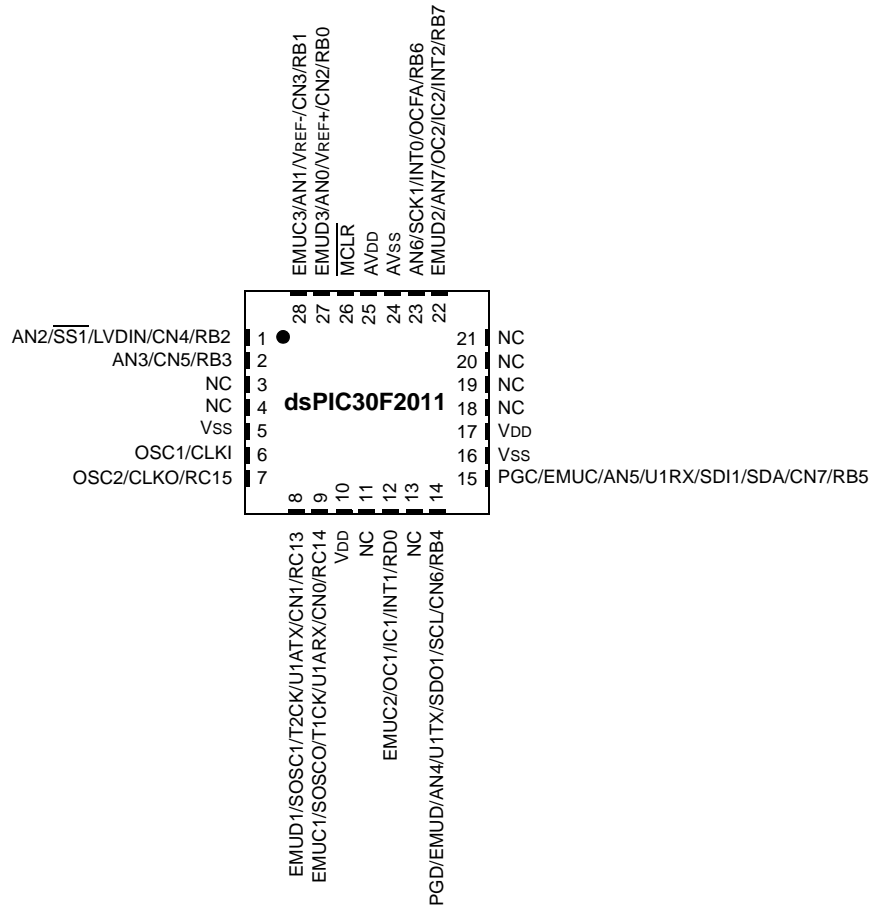 EMUC3/AN1/VREF-/CN3/RB1
EMUD3/AN0/VREF+/CN2/RB0
MCLR
AVDD
AVSS
AN6/SCK1/INT0/OCFA/RB6
EMUD2/AN7/OC2/IC2/INT2/RB7
28
27
26
25
24
23
22
AN2/SS1/LVDIN/CN4/RB2 1
AN3/CN5/RB3 2
NC 3
NC 4
VSS 5
OSC1/CLKI 6
OSC2/CLKO/RC15 7
dsPIC30F2011
21 NC
20 NC
19 NC
18 NC
17 VDD
16 VSS
15 PGC/EMUC/AN5/U1RX/SDI1/SDA/CN7/RB5
8
9
10
11
12
13
14
EMUD1/SOSC1/T2CK/U1ATX/CN1/RC13
EMUC1/SOSCO/T1CK/U1ARX/CN0/RC14
VDD
NC
EMUC2/OC1/IC1/INT1/RD0
NC
PGD/EMUD/AN4/U1TX/SDO1/SCL/CN6/RB4